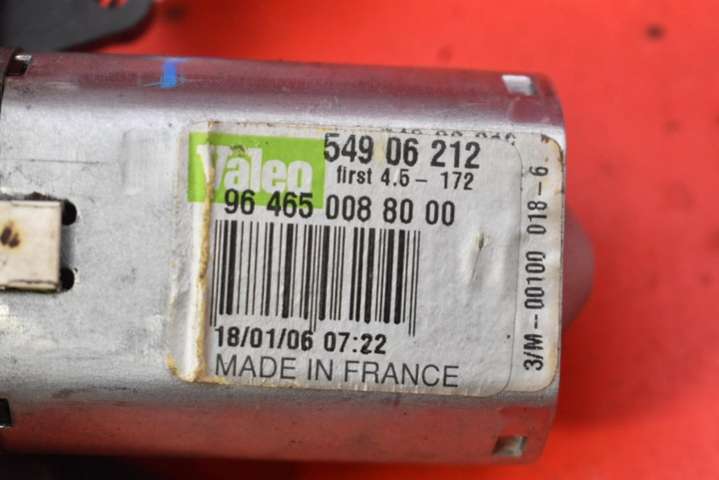 Valeo
549 06 212
first 4.5 - 172
96 465 008 80 00
18/01/06 07:22
MADE IN FRANCE
3/M--00100 018-6